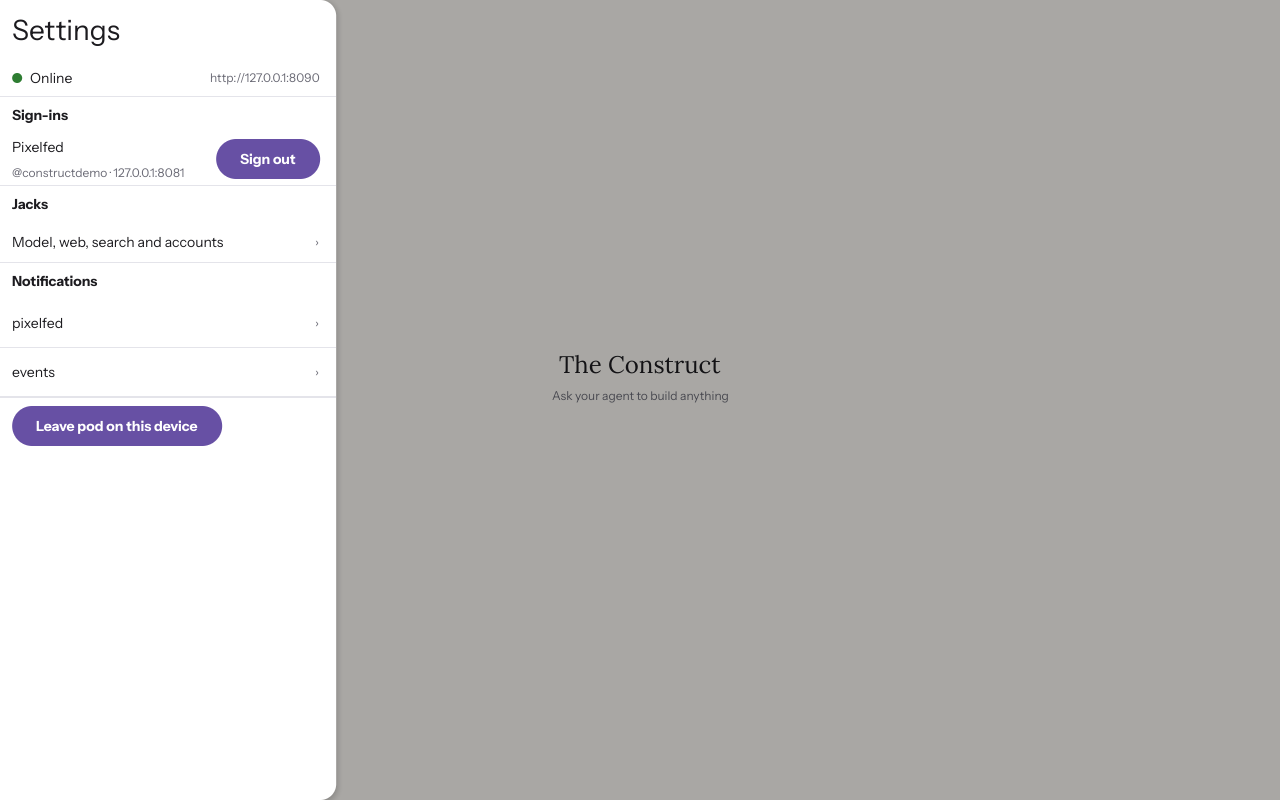 Settings
Online
http://127.0.0.1:8090
Sign-ins
Pixelfed
@constructdemo · 127.0.0.1:8081
Sign out
Jacks
Model, web, search and accounts
Notifications
pixelfed
events
Leave pod on this device
The Construct
Ask your agent to build anything